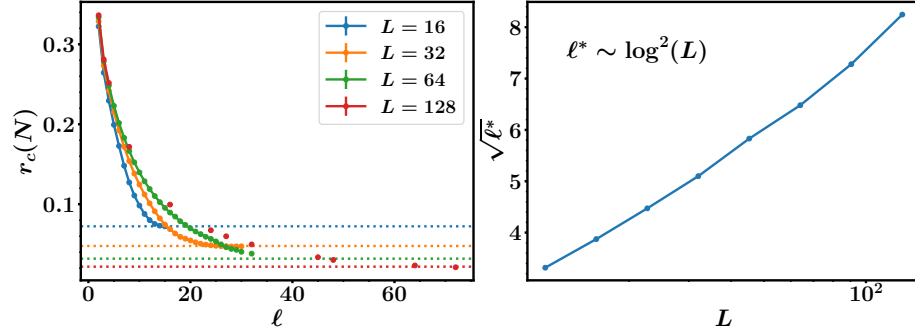 0.3
0.2
0.1
0
20
40
60
r_c(N)
ℓ
L = 16
L = 32
L = 64
L = 128
8
7
6
5
4
√ℓ*
ℓ* ∼ log²(L)
10²
L